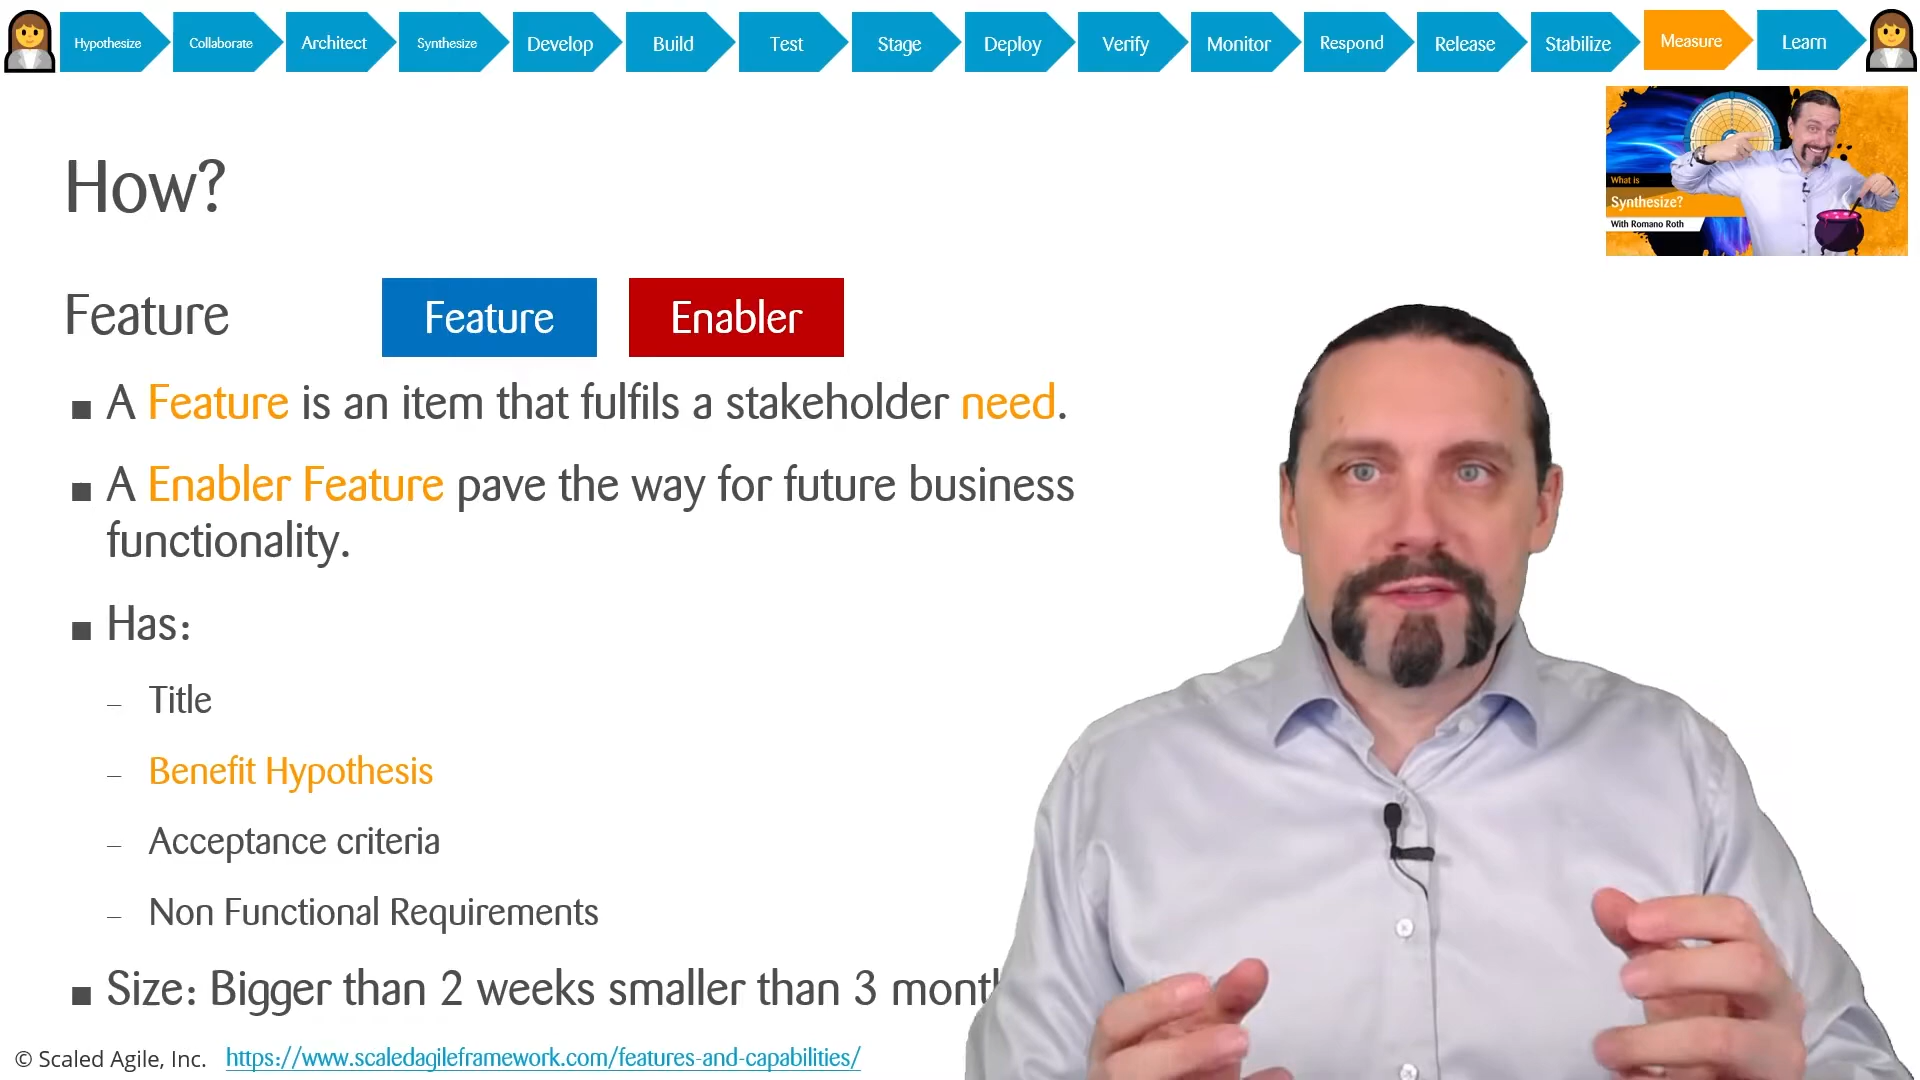 Hypothesize
Collaborate
Architect
Synthesize
Develop
Build
Test
Stage
Deploy
Verify
Monitor
Respond
Release
Stabilize
Measure
Learn
What is
Synthesize?
With Romano Roth
How?
Feature
Feature
Enabler
■ A Feature is an item that fulfils a stakeholder need.
■ A Enabler Feature pave the way for future business
functionality.
■ Has:
– Title
– Benefit Hypothesis
– Acceptance criteria
– Non Functional Requirements
■ Size: Bigger than 2 weeks smaller than 3
© Scaled Agile, Inc. https://www.scaledagileframework.com/features-and-capabilities/